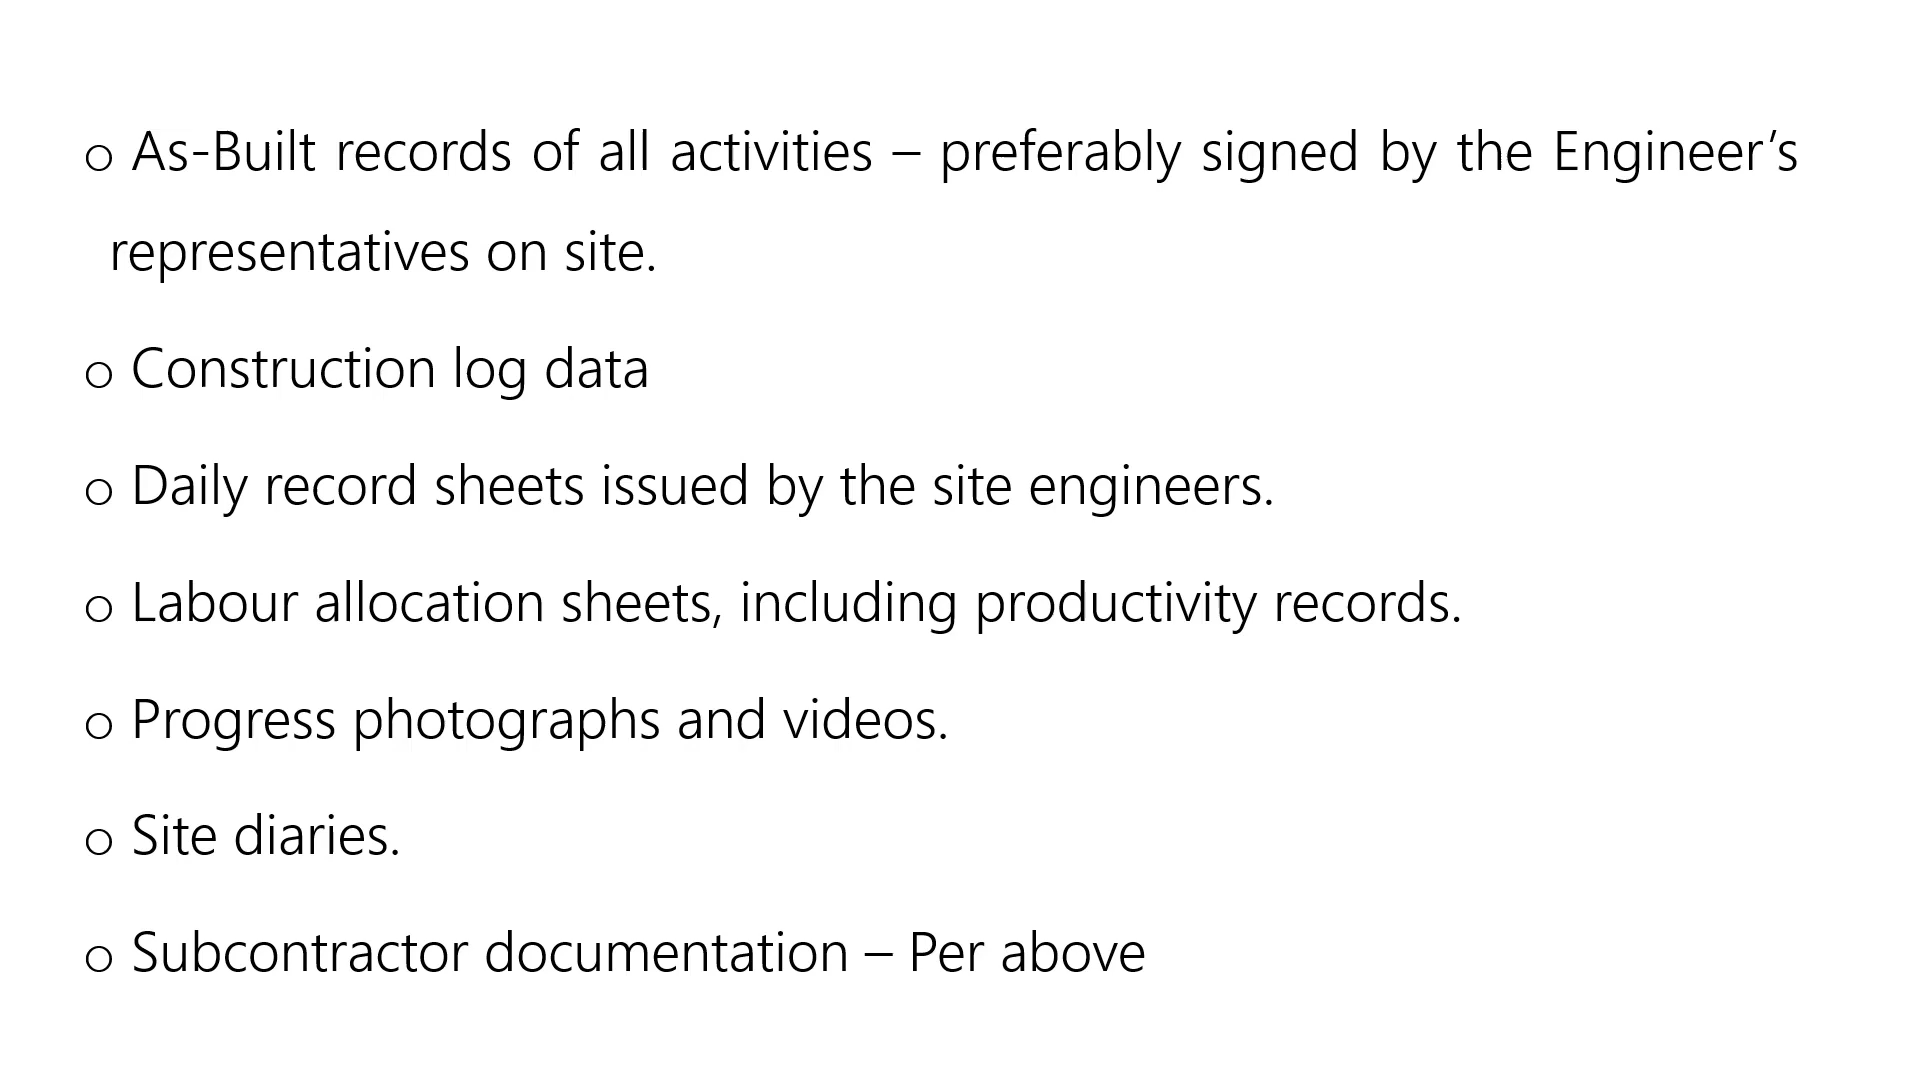 o As-Built records of all activities – preferably signed by the Engineer’s
representatives on site.
o Construction log data
o Daily record sheets issued by the site engineers.
o Labour allocation sheets, including productivity records.
o Progress photographs and videos.
o Site diaries.
o Subcontractor documentation – Per above